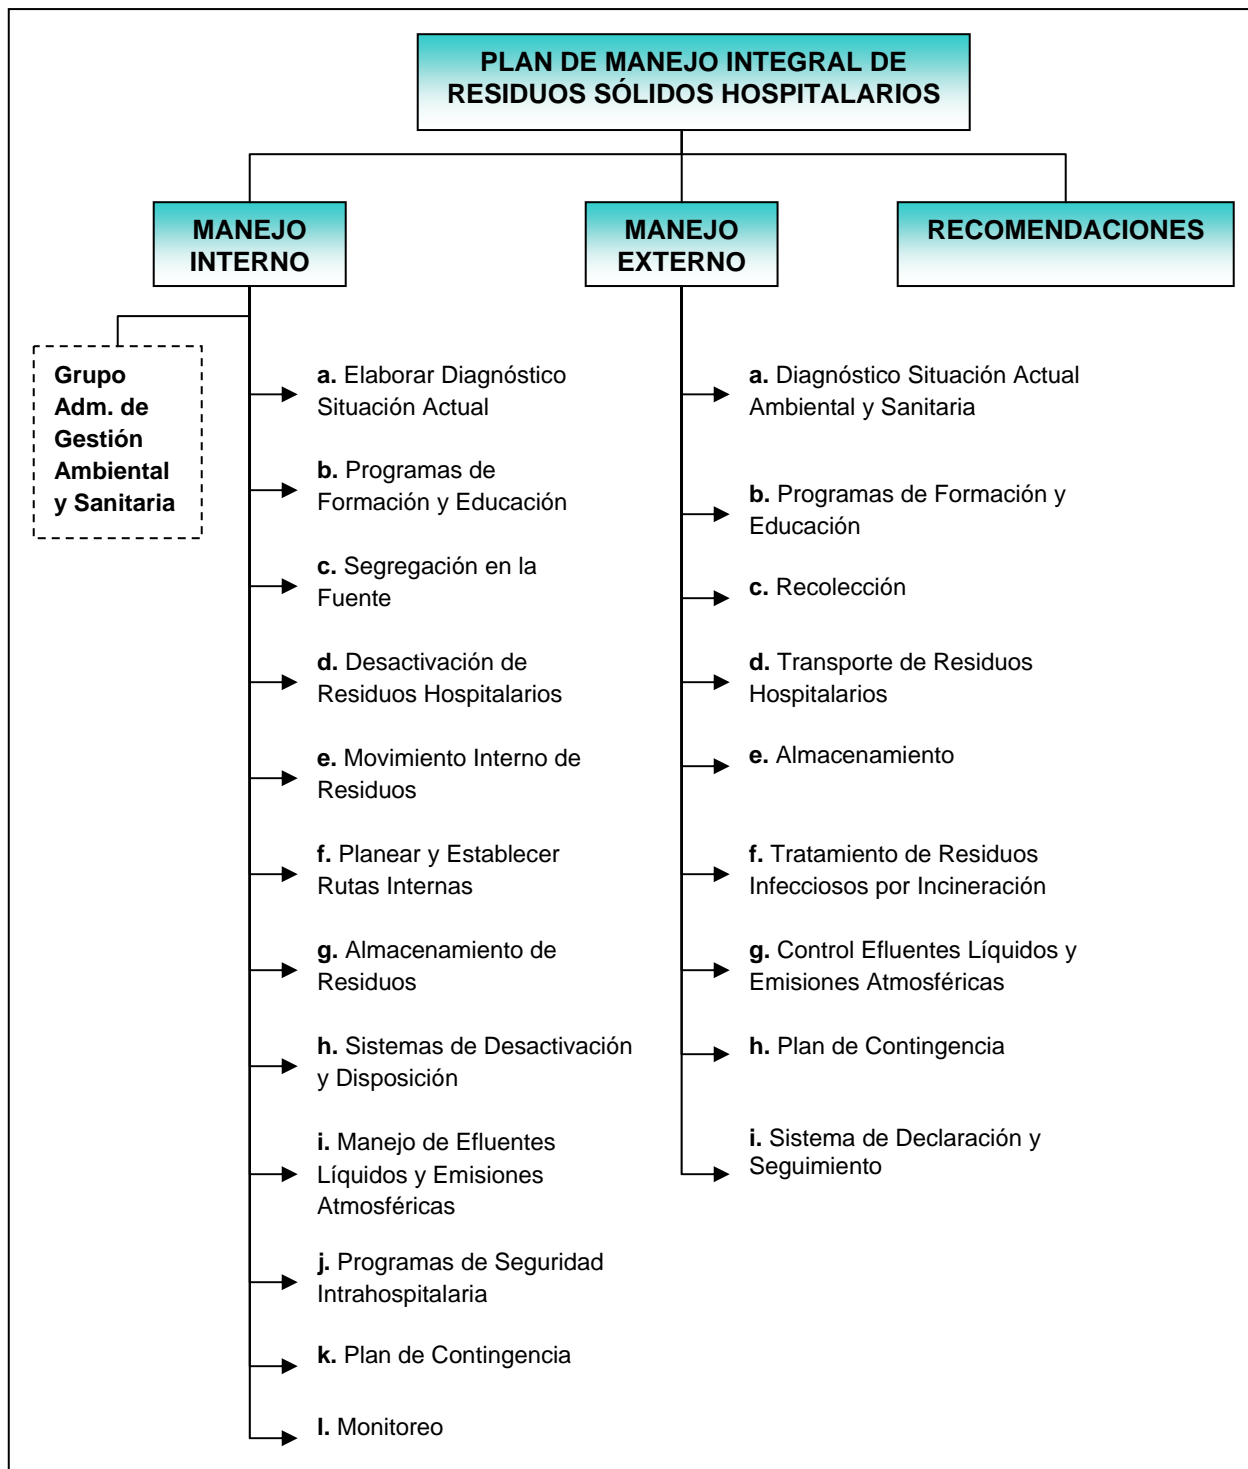 PLAN DE MANEJO INTEGRAL DE
RESIDUOS SÓLIDOS HOSPITALARIOS
MANEJO
INTERNO
MANEJO
EXTERNO
RECOMENDACIONES
Grupo
Adm. de
Gestión
Ambiental
y Sanitaria
a. Elaborar Diagnóstico
Situación Actual
b. Programas de
Formación y Educación
c. Segregación en la
Fuente
d. Desactivación de
Residuos Hospitalarios
e. Movimiento Interno de
Residuos
f. Planear y Establecer
Rutas Internas
g. Almacenamiento de
Residuos
h. Sistemas de Desactivación
y Disposición
i. Manejo de Efluentes
Líquidos y Emisiones
Atmosféricas
j. Programas de Seguridad
Intrahospitalaria
k. Plan de Contingencia
l. Monitoreo
a. Diagnóstico Situación Actual
Ambiental y Sanitaria
b. Programas de Formación y
Educación
c. Recolección
d. Transporte de Residuos
Hospitalarios
e. Almacenamiento
f. Tratamiento de Residuos
Infecciosos por Incineración
g. Control Efluentes Líquidos y
Emisiones Atmosféricas
h. Plan de Contingencia
i. Sistema de Declaración y
Seguimiento